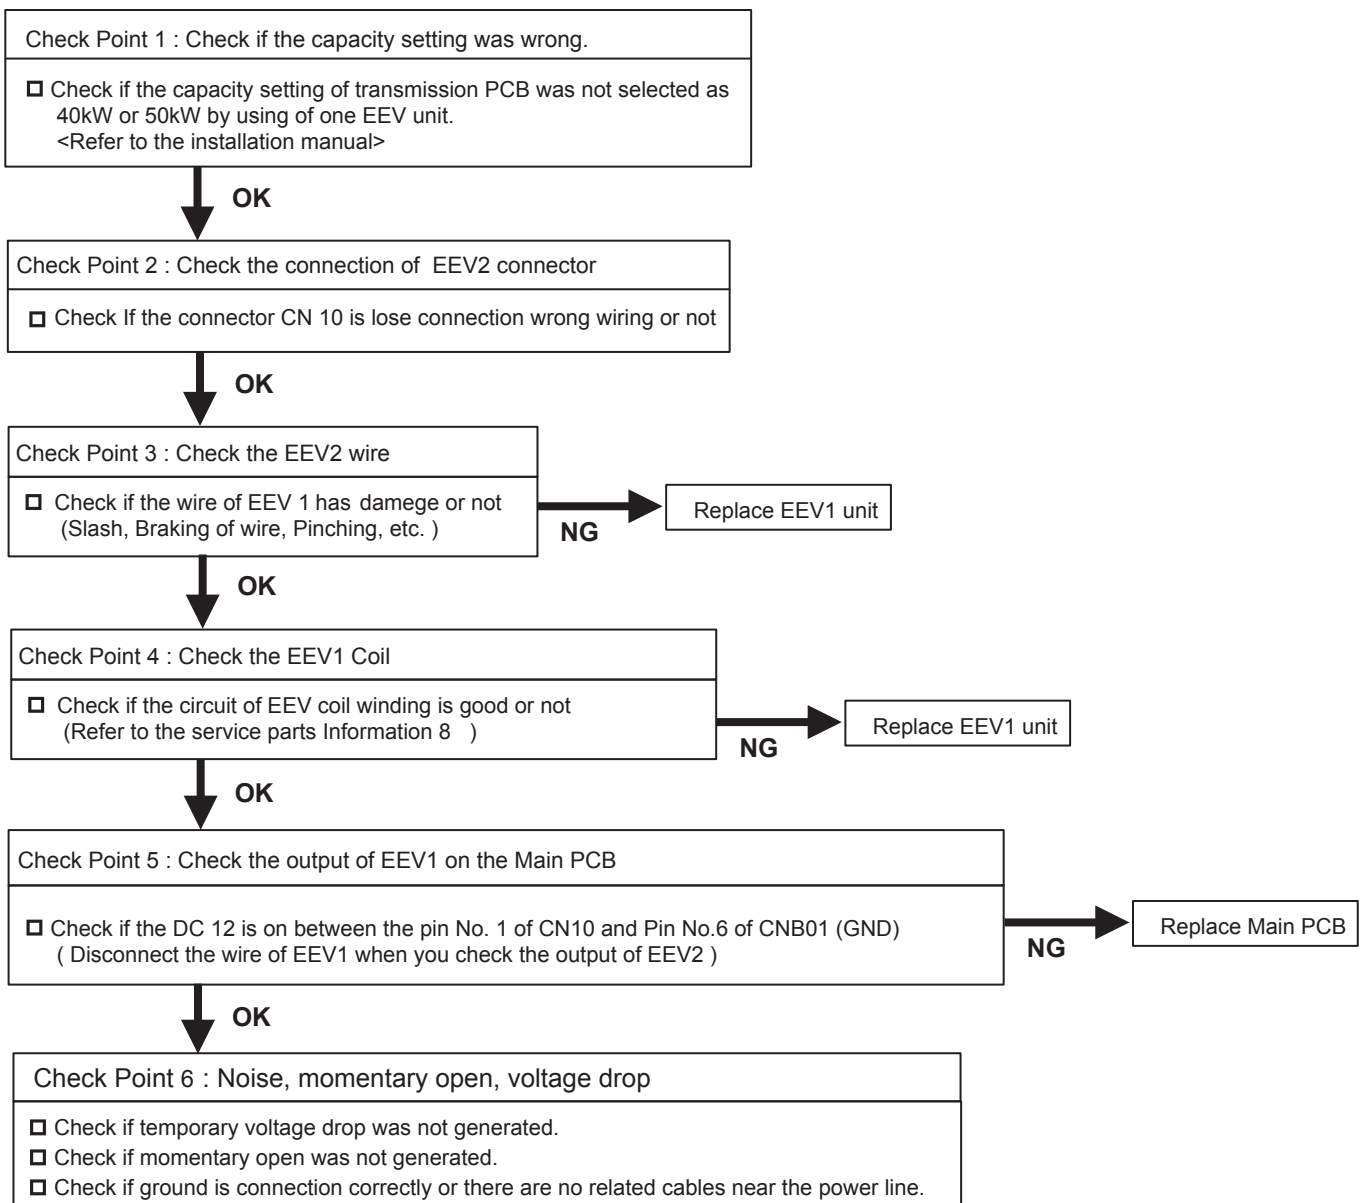 Check Point 1 : Check if the capacity setting was wrong.
Check if the capacity setting of transmission PCB was not selected as
40kW or 50kW by using of one EEV unit.
<Refer to the installation manual>
OK
Check Point 2 : Check the connection of EEV2 connector
Check If the connector CN 10 is lose connection wrong wiring or not
OK
Check Point 3 : Check the EEV2 wire
Check if the wire of EEV 1 has damege or not
(Slash, Braking of wire, Pinching, etc. )
NG
Replace EEV1 unit
OK
Check Point 4 : Check the EEV1 Coil
Check if the circuit of EEV coil winding is good or not
(Refer to the service parts Information 8 )
NG
Replace EEV1 unit
OK
Check Point 5 : Check the output of EEV1 on the Main PCB
Check if the DC 12 is on between the pin No. 1 of CN10 and Pin No.6 of CNB01 (GND)
( Disconnect the wire of EEV1 when you check the output of EEV2 )
NG
Replace Main PCB
OK
Check Point 6 : Noise, momentary open, voltage drop
Check if temporary voltage drop was not generated.
Check if momentary open was not generated.
Check if ground is connection correctly or there are no related cables near the power line.